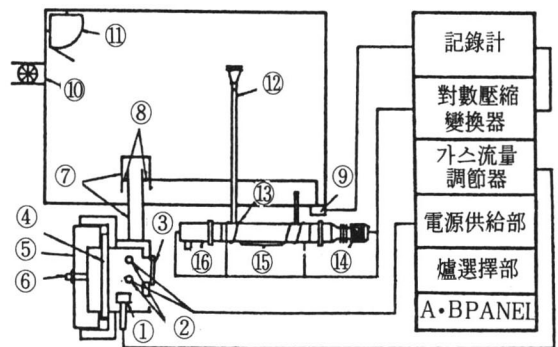 ⑪
⑩
⑫
⑧
⑦
⑨
④
③
⑬
⑤
⑥
⑯
⑮
⑭
①
②
記錄計
對數壓縮
變換器
가스流量
調節器
電源供給部
爐選擇部
A·BPANEL